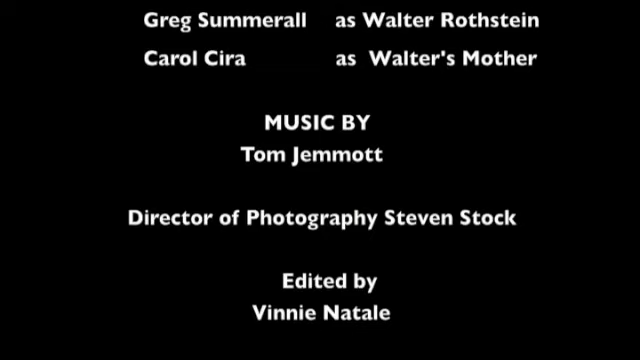 Greg Summerall as Walter Rothstein
Carol Cira as Walter's Mother
MUSIC BY
Tom Jemmott
Director of Photography Steven Stock
Edited by
Vinnie Natale